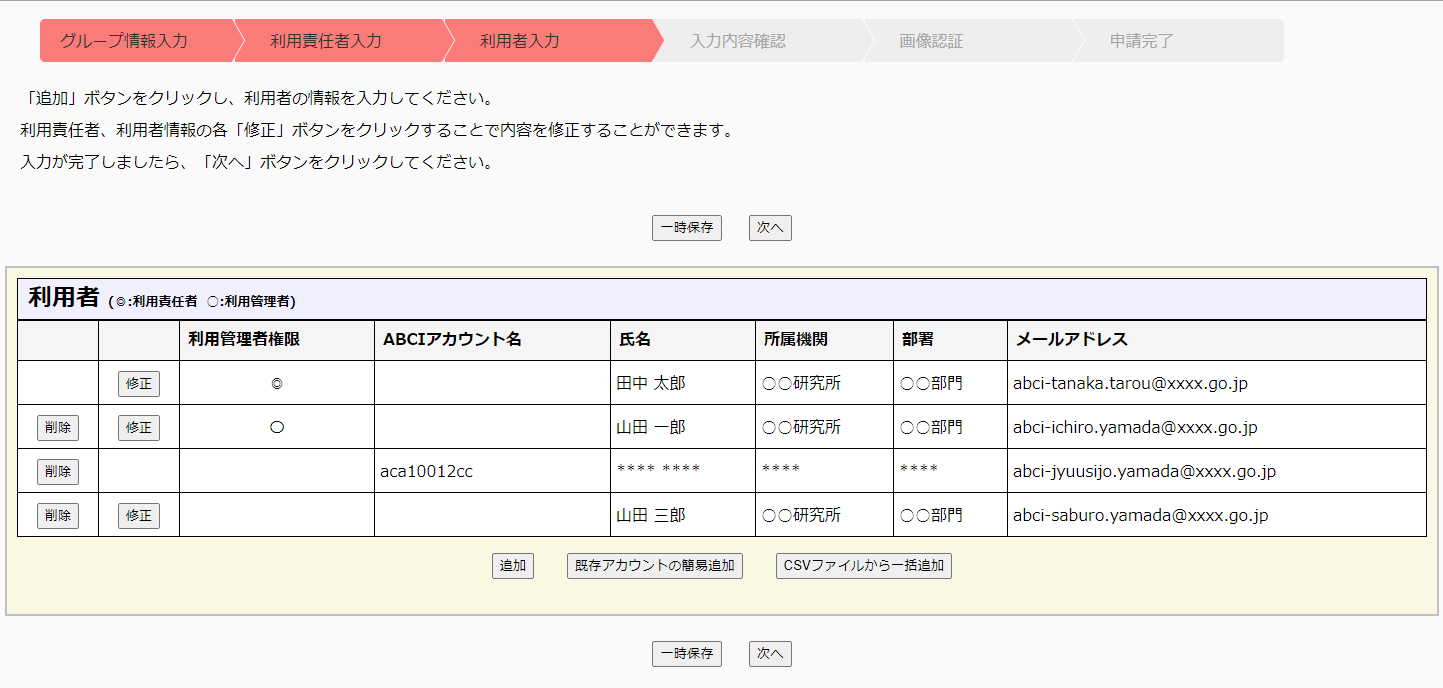 グループ情報入力 利用責任者入力 利用者入力 入力内容確認 画像認証 申請完了
「追加」ボタンをクリックし、利用者の情報を入力してください。
利用責任者、利用者情報の各「修正」ボタンをクリックすることで内容を修正することができます。
入力が完了しましたら、「次へ」ボタンをクリックしてください。
一時保存 次へ
利用者 (◎:利用責任者 ○:利用管理者)
利用管理者権限 ABCIアカウント名 氏名 所属機関 部署 メールアドレス
修正 ◎ 田中 太郎 〇〇研究所 〇〇部門 abci-tanaka.tarou@xxxx.go.jp
削除 修正 〇 山田 一郎 〇〇研究所 〇〇部門 abci-ichiro.yamada@xxxx.go.jp
削除 aca10012cc **** **** **** **** abci-jyuusijo.yamada@xxxx.go.jp
削除 修正 山田 三郎 〇〇研究所 〇〇部門 abci-saburo.yamada@xxxx.go.jp
追加 既存アカウントの簡易追加 CSVファイルから一括追加
一時保存 次へ